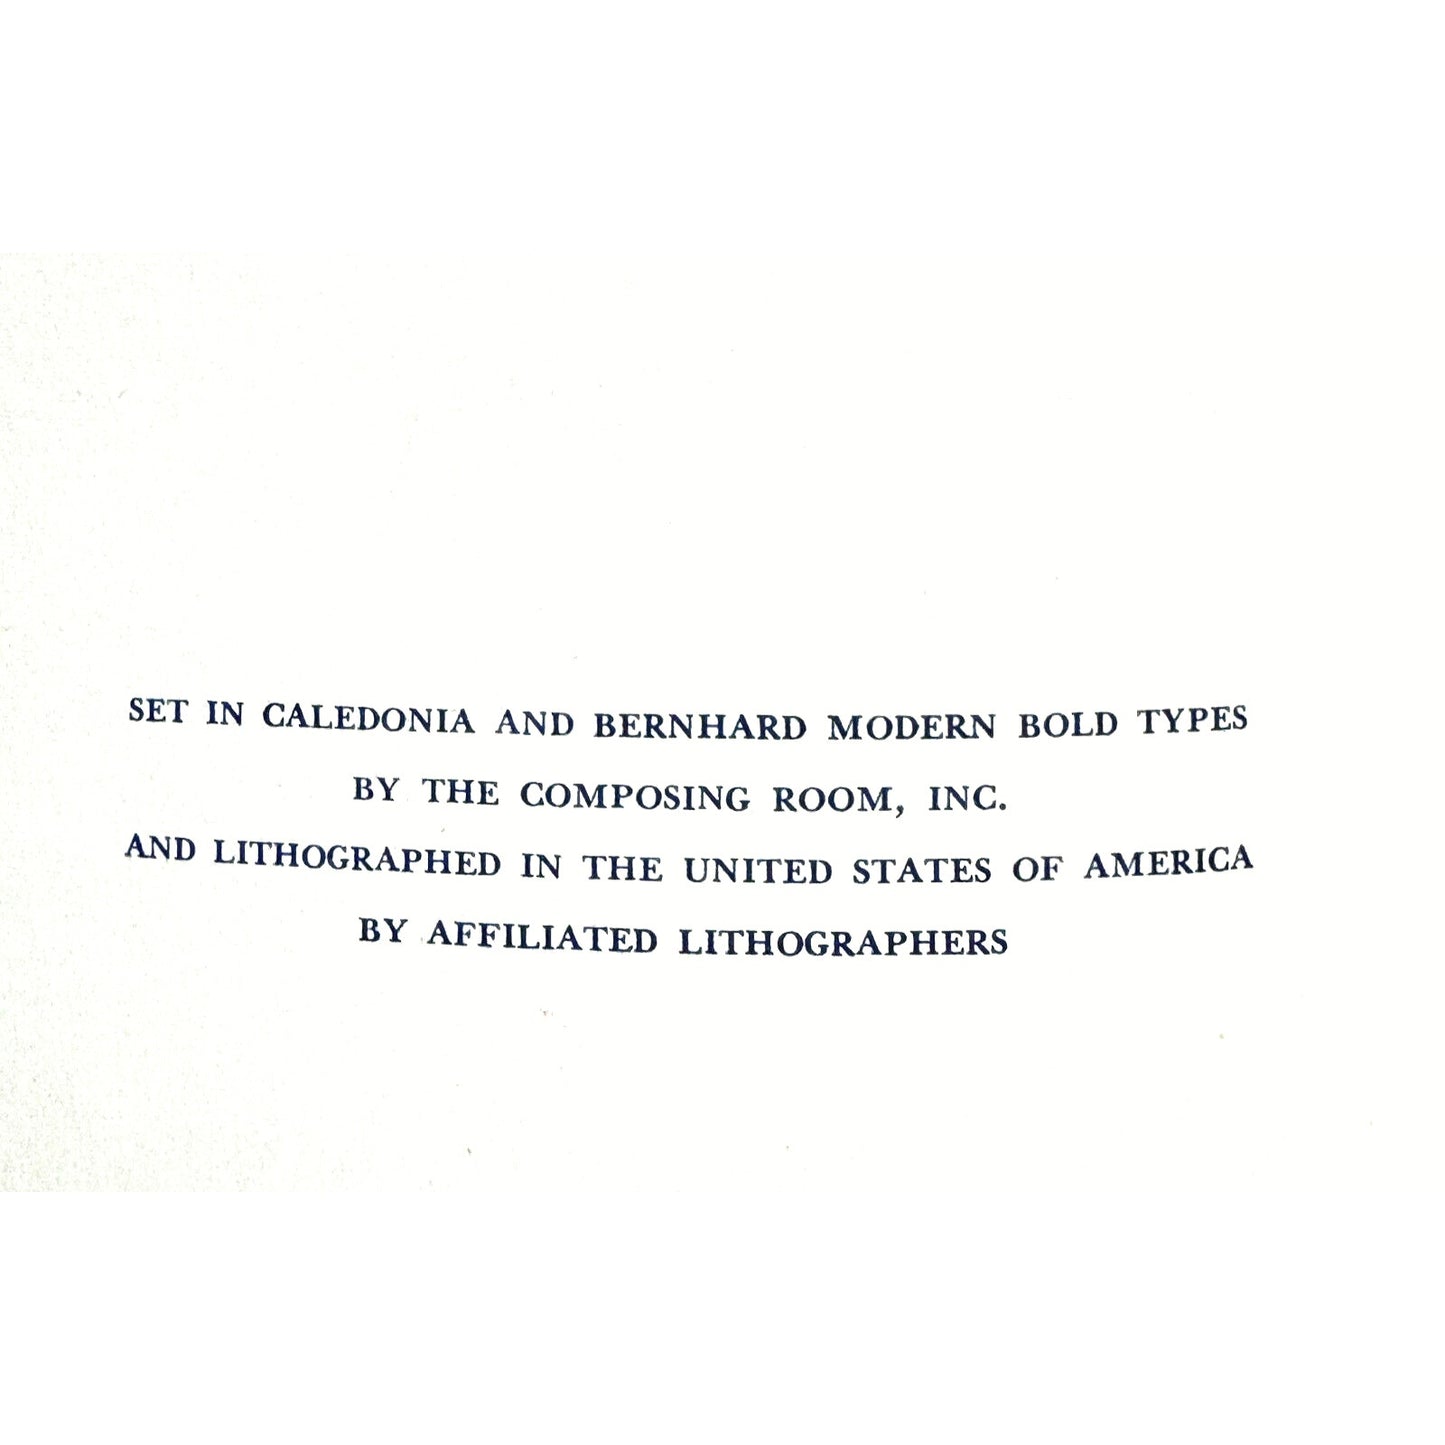 SET IN CALEDONIA AND BERNHARD MODERN BOLD TYPES
BY THE COMPOSING ROOM, INC.
AND LITHOGRAPHED IN THE UNITED STATES OF AMERICA
BY AFFILIATED LITHOGRAPHERS